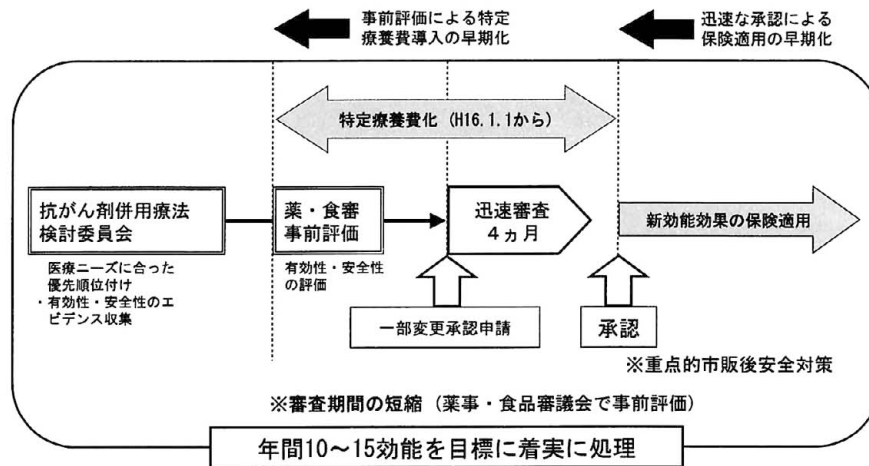 事前評価による特定
療養費導入の早期化
迅速な承認による
保険適用の早期化
特定療養費化 (H16.1.1から)
抗がん剤併用療法
検討委員会
薬・食審
事前評価
迅速審査
4ヵ月
新効能効果の保険適用
医療ニーズに合った
優先順位付け
・有効性・安全性のエ
ビデンス収集
有効性・安全性
の評価
一部変更承認申請
承認
※重点的市販後安全対策
※審査期間の短縮 (薬事・食品審議会で事前評価)
年間10～15効能を目標に着実に処理